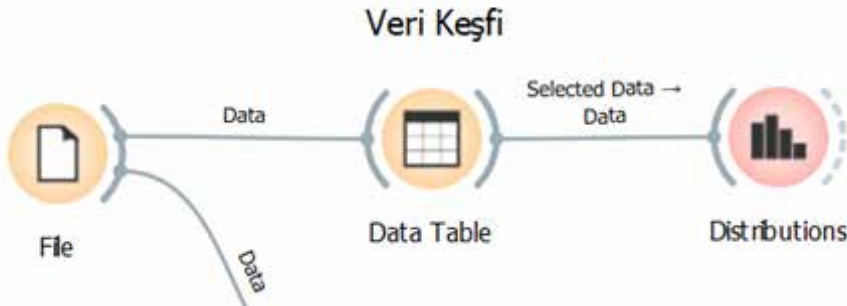 Veri Keşfi
Data
Selected Data →
Data
File
Data Table
Distributions
Data